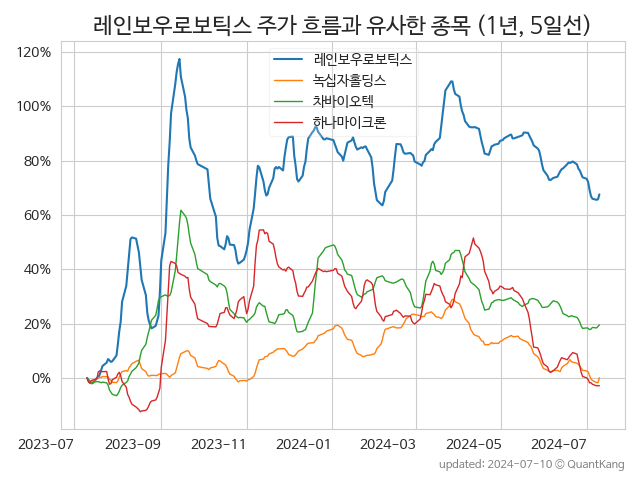 레인보우로보틱스 주가 흐름과 유사한 종목 (1년, 5일선)
레인보우로보틱스
녹십자홀딩스
차바이오텍
하나마이크론
120%
100%
80%
60%
40%
20%
0%
2023-07 2023-09 2023-11 2024-01 2024-03 2024-05 2024-07
updated: 2024-07-10 © QuantKang